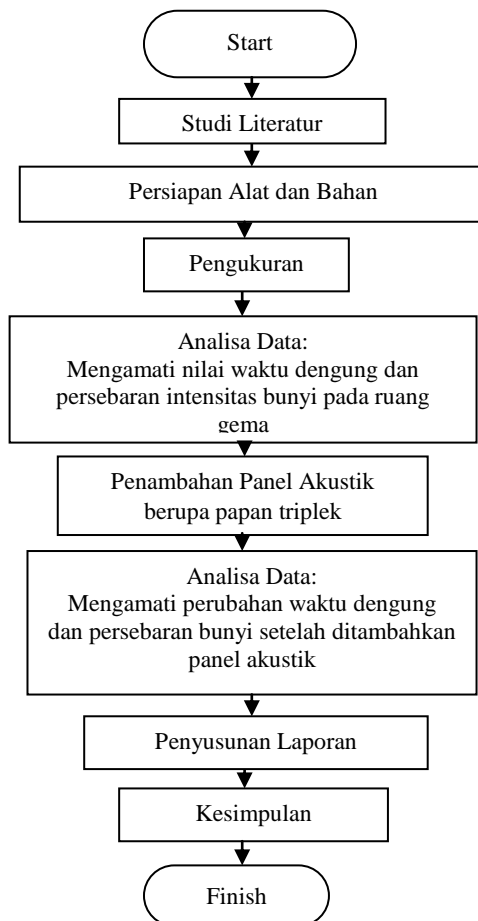 Start
Studi Literatur
Persiapan Alat dan Bahan
Pengukuran
Analisa Data:
Mengamati nilai waktu dengung dan
persebaran intensitas bunyi pada ruang
gema
Penambahan Panel Akustik
berupa papan triplek
Analisa Data:
Mengamati perubahan waktu dengung
dan persebaran bunyi setelah ditambahkan
panel akustik
Penyusunan Laporan
Kesimpulan
Finish